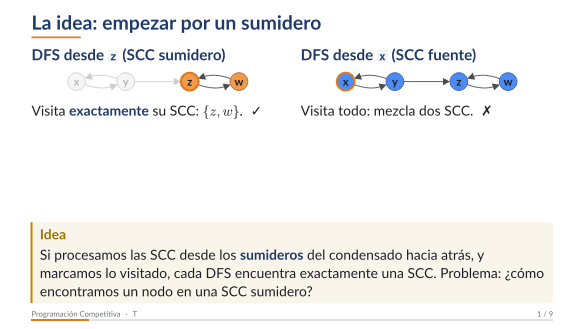 La idea: empezar por un sumidero
DFS desde z (SCC sumidero)
x y z w
Visita exactamente su SCC: {z, w}. ✓
DFS desde x (SCC fuente)
x y z w
Visita todo: mezcla dos SCC. ✗
Idea
Si procesamos las SCC desde los sumideros del condensado hacia atrás, y
marcamos lo visitado, cada DFS encuentra exactamente una SCC. Problema: ¿cómo
encontramos un nodo en una SCC sumidero?
Programación Competitiva · T
1 / 9